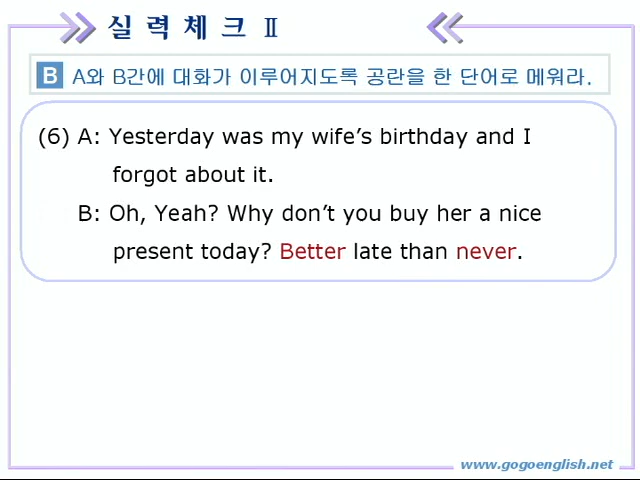 실 력 체 크 Ⅱ
B A와 B간에 대화가 이루어지도록 공란을 한 단어로 메워라.
(6) A: Yesterday was my wife’s birthday and I
forgot about it.
B: Oh, Yeah? Why don’t you buy her a nice
present today? Better late than never.
www.gogoenglish.net